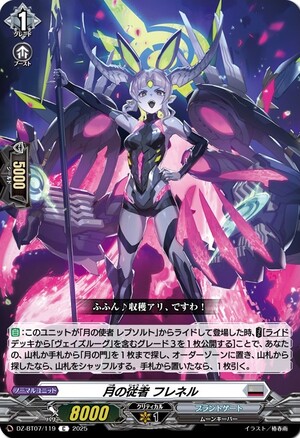 1
グレード
ブースト
5000
シールド
ふふん♪収穫アリ、ですわ！
ノーマルユニット
自:このユニットが「月の従者 レプソルト」からライドして登場した時、【ライド
デッキから「ヴェイズルーグ」を含むグレード3を1枚公開する】ことで、あな
たの、山札か手札から「月の門」を1枚まで探し、オーダーゾーンに置き、山札か
ら探したなら、山札をシャッフルする。手札から置いたなら、1枚引く。
月の従者 フレネル
パワー
8000
クリティカル
1
ブラントゲート
ムーンキーパー
DZ-BT07/119 C 2025
イラスト/椿春雨